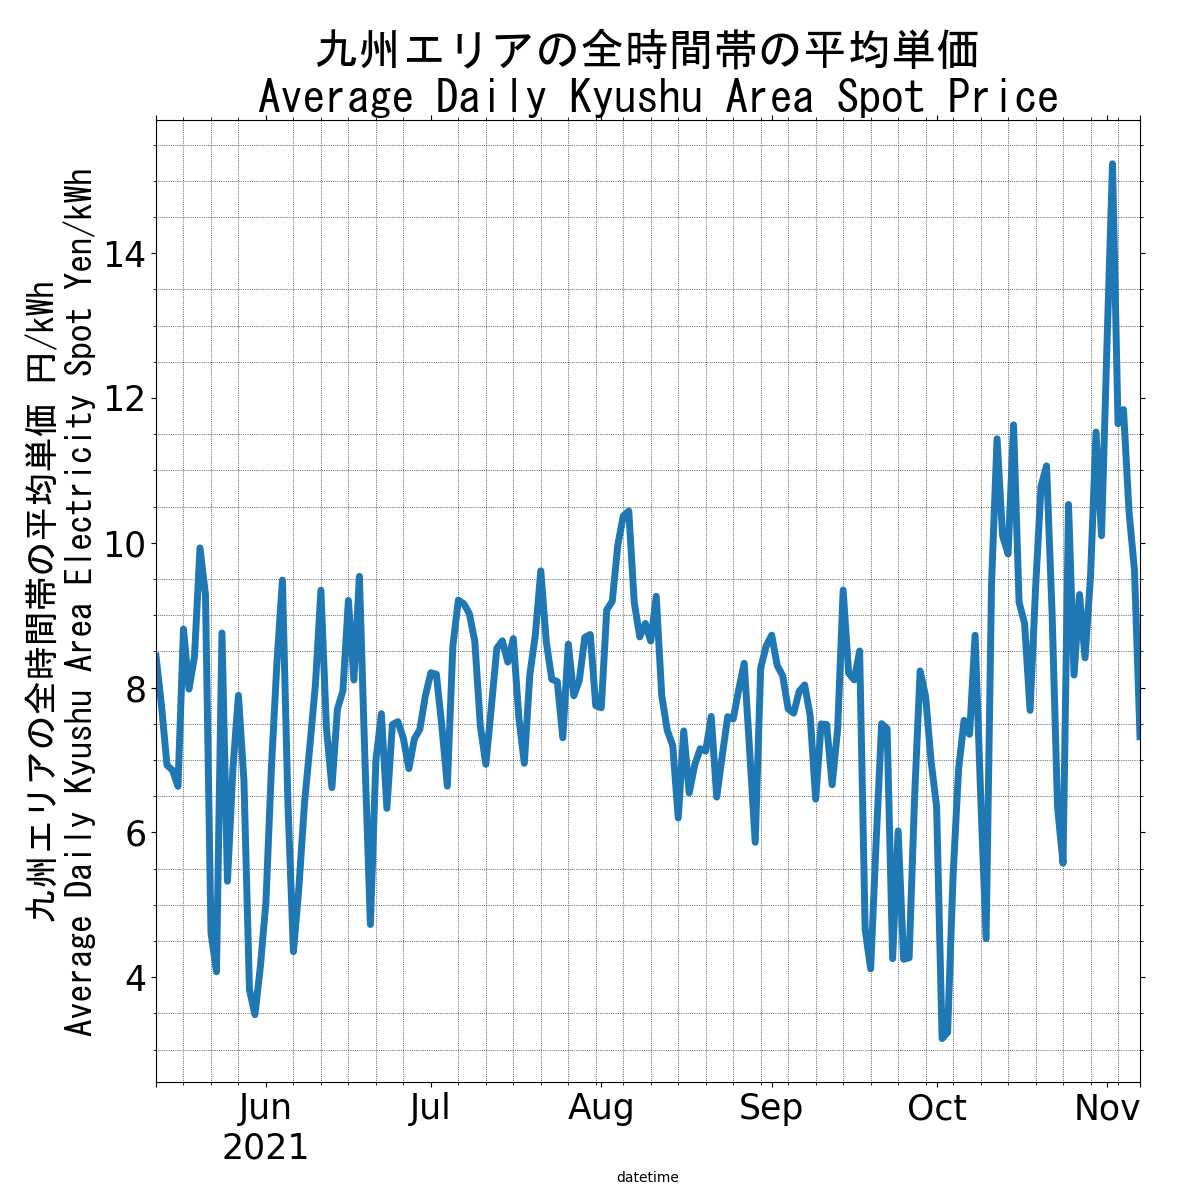 九州エリアの全時間帯の平均単価
Average Daily Kyushu Area Spot Price
九州エリアの全時間帯の平均単価 円/kWh
Average Daily Kyushu Area Electricity Spot Yen/kWh
14
12
10
8
6
4
Jun
2021
Jul
Aug
Sep
Oct
Nov
datetime